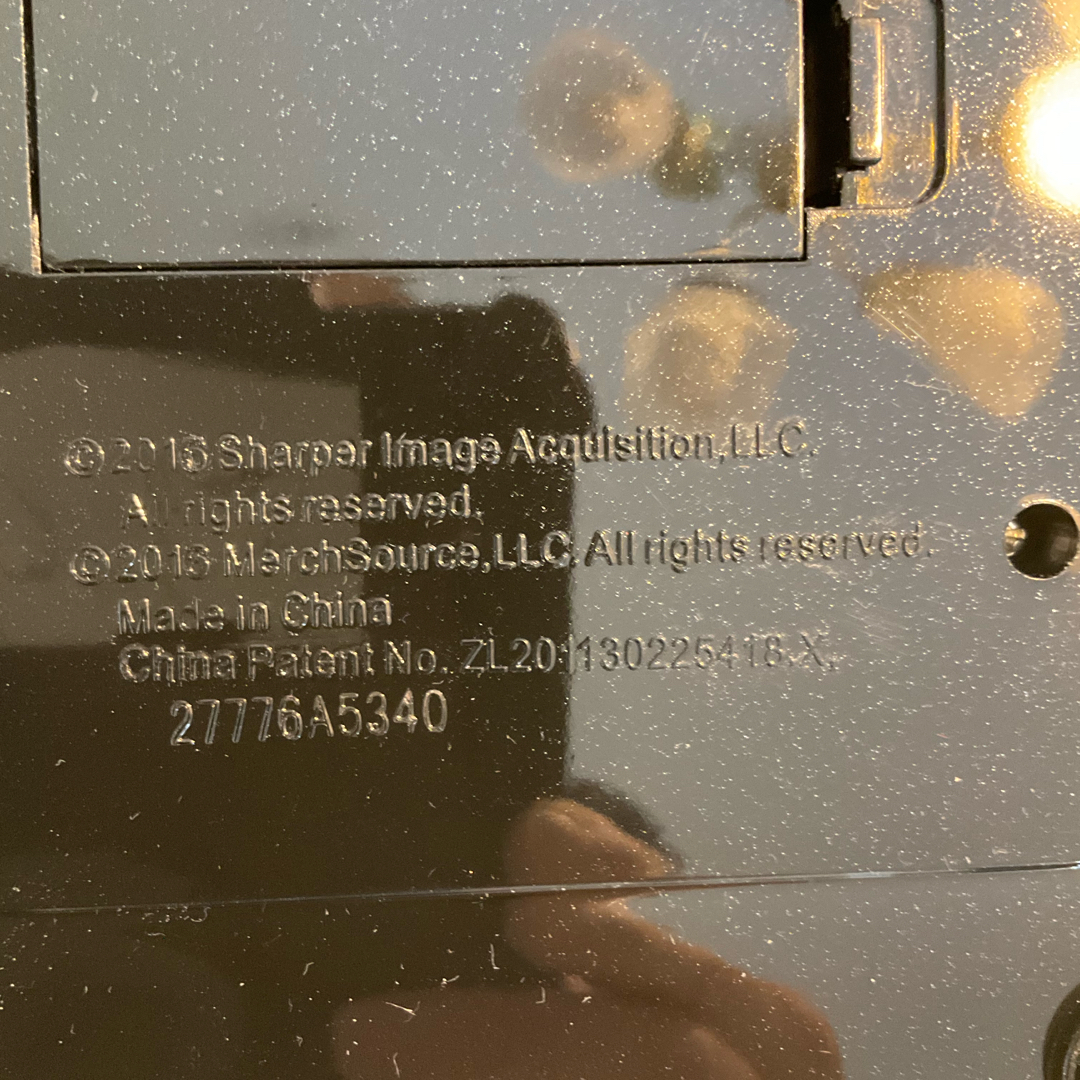 ©2015 Sharper Image Acquisition,LLC.
All rights reserved.
©2015 MerchSource,LLC. All rights reserved.
Made in China
China Patent No. ZL201130225418.X.
27776A5340